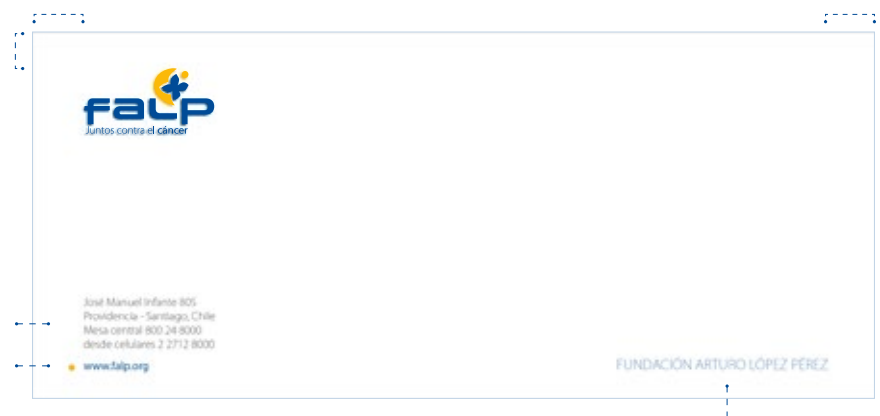 falp
Juntos contra el cáncer
José Manuel Infante 805
Providencia - Santiago, Chile
Mesa central 800 24 8000
desde celulares 2 2712 8000
www.falp.org
FUNDACIÓN ARTURO LÓPEZ PÉREZ